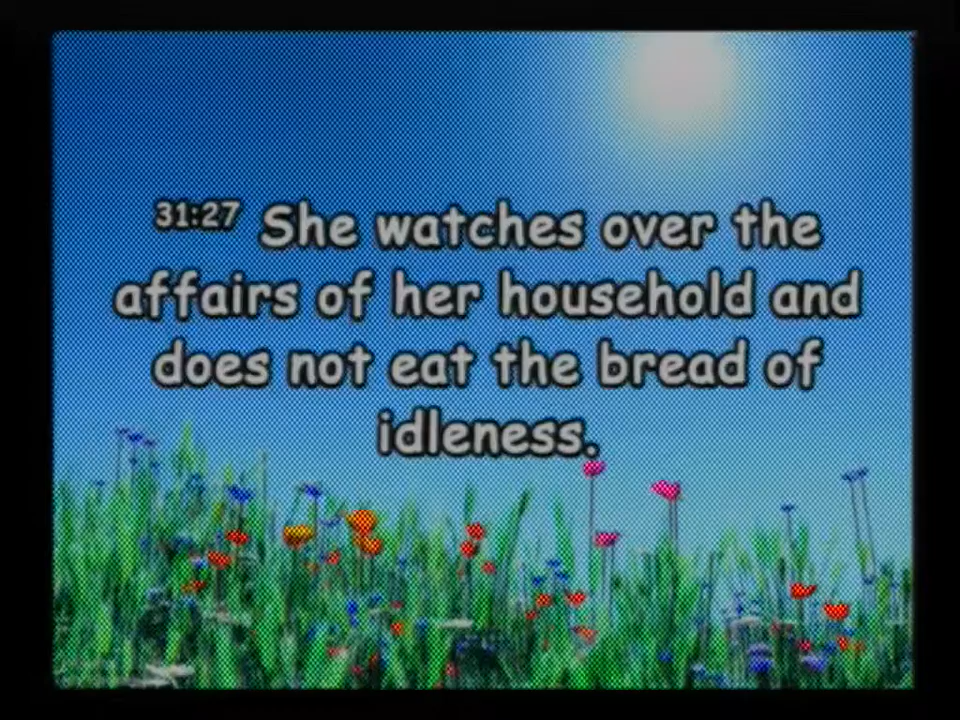 31:27 She watches over the
affairs of her household and
does not eat the bread of
idleness.